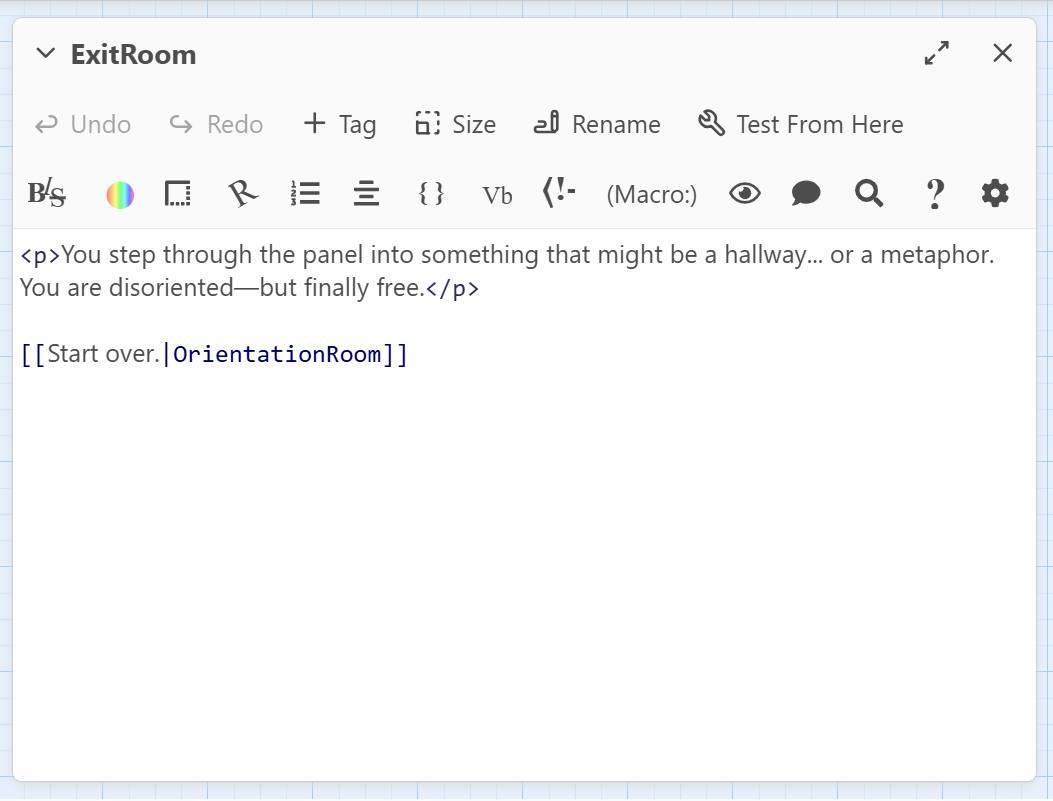 ExitRoom
Undo Redo + Tag Size Rename Test From Here
B/S { } Vb (Macro:) ?
<p>You step through the panel into something that might be a hallway... or a metaphor.
You are disoriented—but finally free.</p>
[[Start over.|OrientationRoom]]